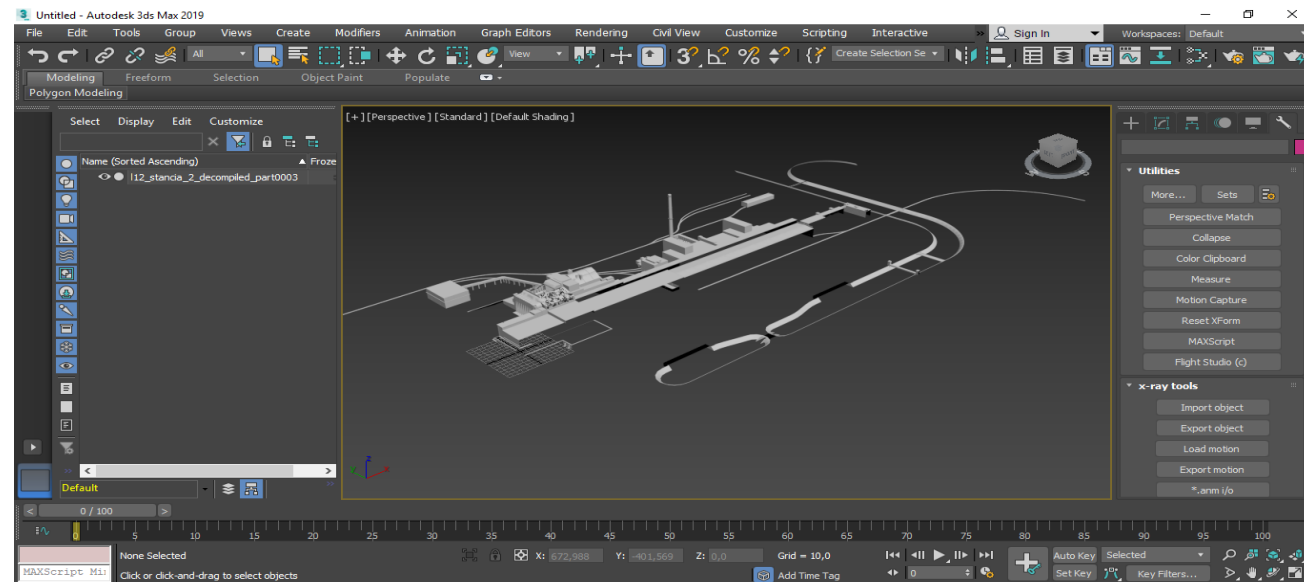 Untitled - Autodesk 3ds Max 2019
File Edit Tools Group Views Create Modifiers Animation Graph Editors Rendering Civil View Customize Scripting Interactive » Sign In Workspaces: Default
All View Create Selection Se
Modeling Freeform Selection Object Paint Populate
Polygon Modeling
Select Display Edit Customize
[+] [Perspective ] [Standard ] [Default Shading ]
Name (Sorted Ascending) ▲ Froze
l12_stancia_2_decompiled_part0003
Utilities
More... Sets
Perspective Match
Collapse
Color Clipboard
Measure
Motion Capture
Reset XForm
MAXScript
Flight Studio (c)
x-ray tools
Import object
Export object
Load motion
Export motion
*.anm i/o
z
Default
< 0 / 100 >
0 5 10 15 20 25 30 35 40 45 50 55 60 65 70 75 80 85 90 95 100
None Selected X: 672,988 Y: -401,569 Z: 0,0 Grid = 10,0 Auto Key Selected
MAXScript Mi: Click or click-and-drag to select objects Add Time Tag 0 Set Key Key Filters...